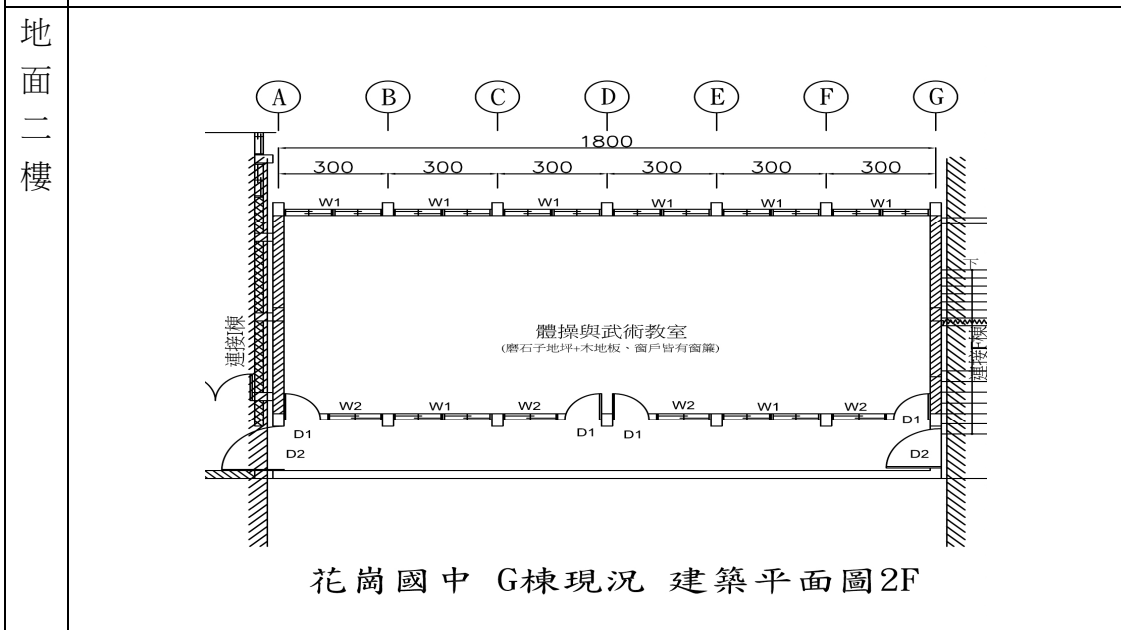 地面二樓
A B C D E F G
1800
300 300 300 300 300 300
W1 W1 W1 W1 W1 W1
下
連接I棟
體操與武術教室
(磨石子地坪+木地板、窗戶皆有窗簾)
W2 W1 W2 W2 W1 W2
D1 D1 D1 D1
D2 D2
花崗國中 G棟現況 建築平面圖2F